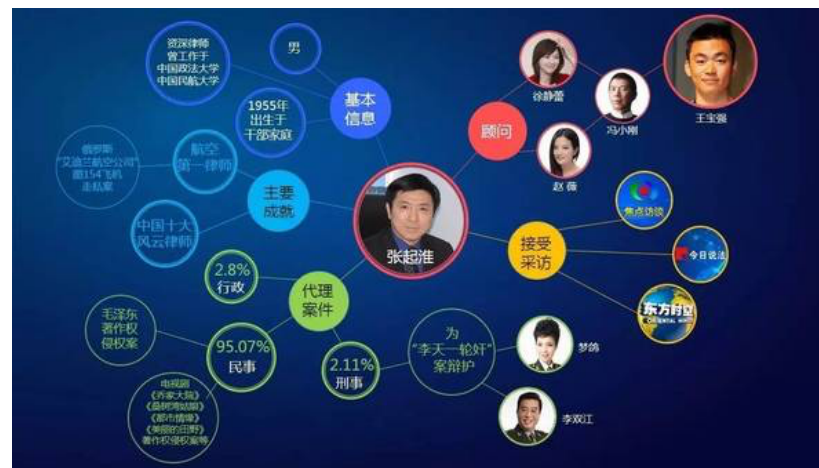 资深律师
曾工作于
中国政法大学
中国民航大学
男
1955年
出生于
干部家庭
基本
信息
俄罗斯
"艾迪兰航空公司"
图154飞机
走私案
航空
第一律师
中国十大
风云律师
主要
成就
张起淮
顾问
徐静蕾
冯小刚
王宝强
赵薇
接受
采访
焦点访谈
今日说法
东方时空
ORIENTAL
代理
案件
2.8%
行政
95.07%
民事
2.11%
刑事
毛泽东
著作权
侵权案
电视剧
《乔家大院》
《桑树湾姑娘》
《都市情缘》
《美丽的田野》
著作权侵权案等
为
"李天一轮奸"
案辩护
梦鸽
李双江